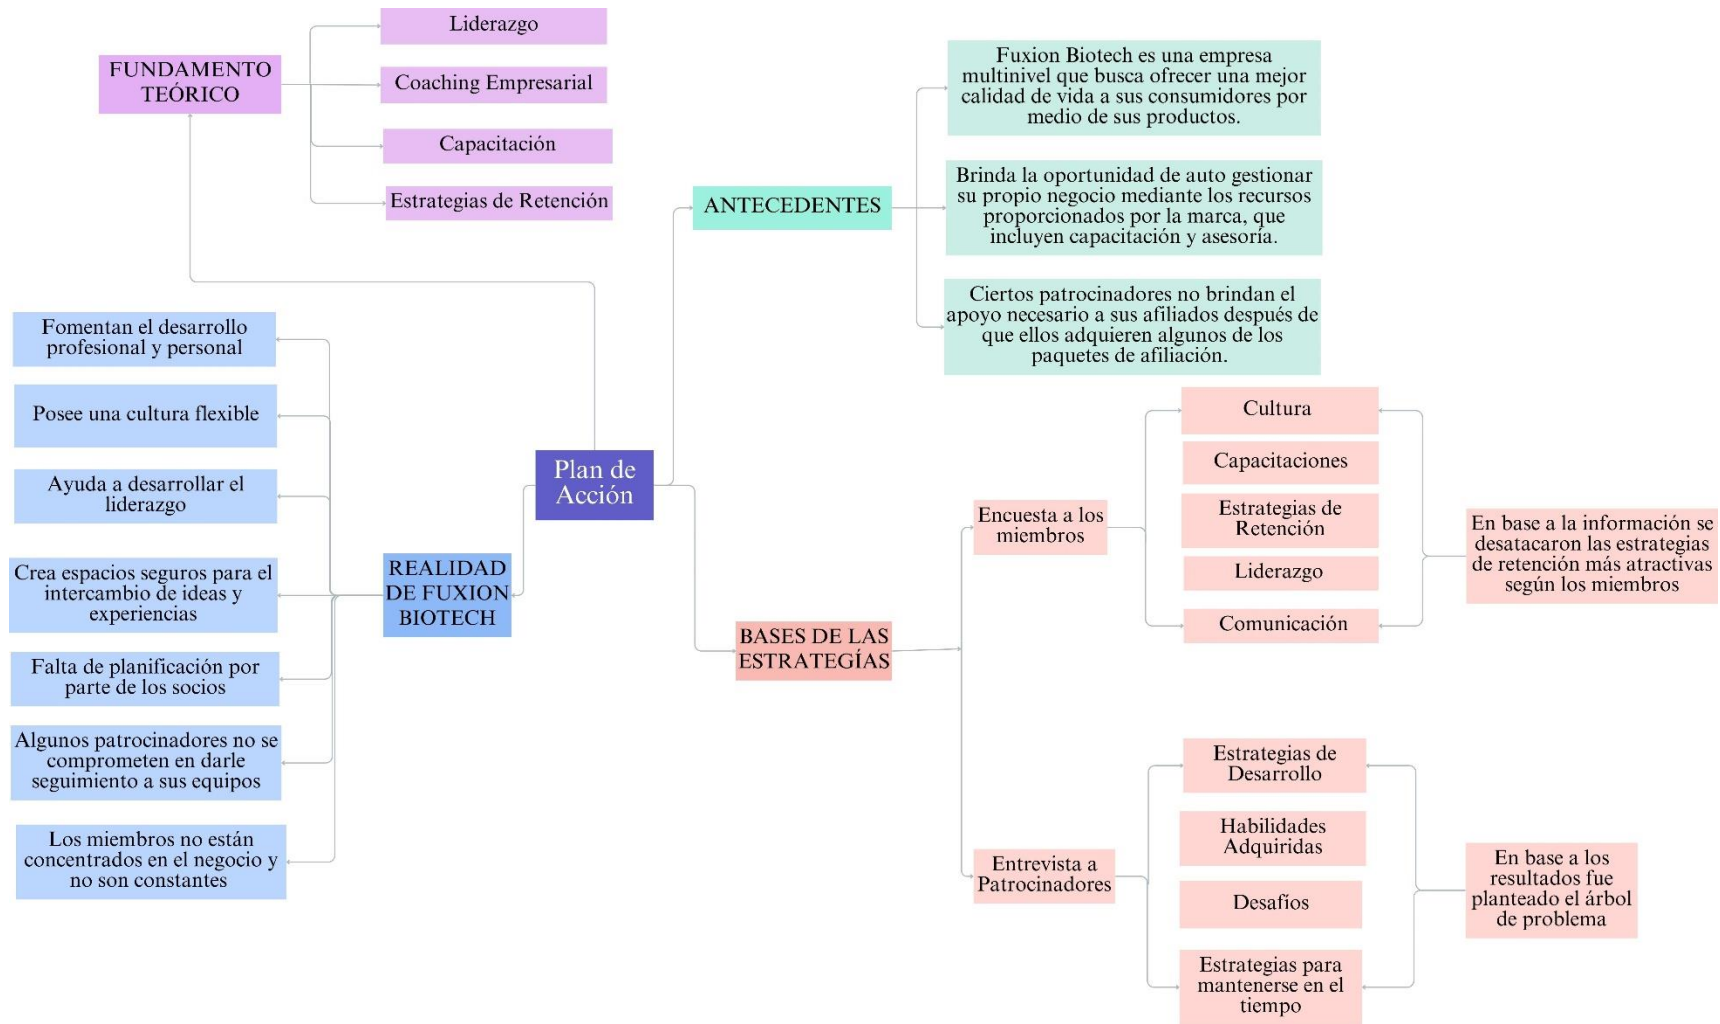 FUNDAMENTO
TEÓRICO
Liderazgo
Coaching Empresarial
Capacitación
Estrategias de Retención
ANTECEDENTES
Fuxion Biotech es una empresa
multinivel que busca ofrecer una mejor
calidad de vida a sus consumidores por
medio de sus productos.
Brinda la oportunidad de auto gestionar
su propio negocio mediante los recursos
proporcionados por la marca, que
incluyen capacitación y asesoría.
Ciertos patrocinadores no brindan el
apoyo necesario a sus afiliados después de
que ellos adquieren algunos de los
paquetes de afiliación.
Plan de
Acción
REALIDAD
DE FUXION
BIOTECH
Fomentan el desarrollo
profesional y personal
Posee una cultura flexible
Ayuda a desarrollar el
liderazgo
Crea espacios seguros para el
intercambio de ideas y
experiencias
Falta de planificación por
parte de los socios
Algunos patrocinadores no se
comprometen en darle
seguimiento a sus equipos
Los miembros no están
concentrados en el negocio y
no son constantes
BASES DE LAS
ESTRATEGÍAS
Encuesta a los
miembros
Cultura
Capacitaciones
Estrategias de
Retención
Liderazgo
Comunicación
En base a la información se
desatacaron las estrategias
de retención más atractivas
según los miembros
Entrevista a
Patrocinadores
Estrategias de
Desarrollo
Habilidades
Adquiridas
Desafíos
Estrategias para
mantenerse en el
tiempo
En base a los
resultados fue
planteado el árbol
de problema